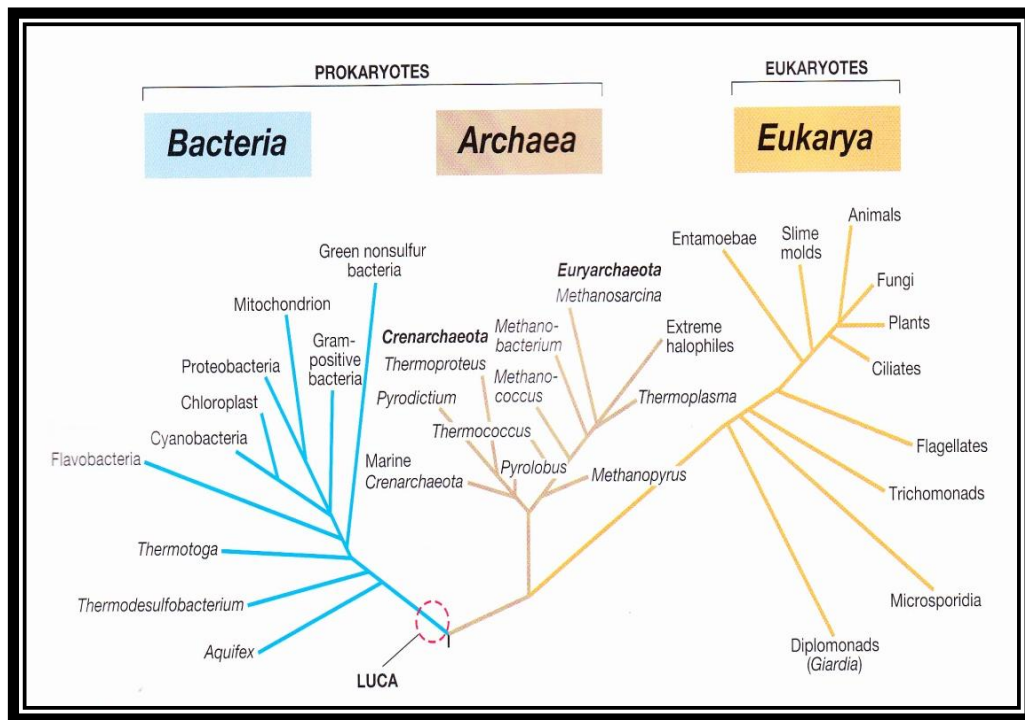 PROKARYOTES
EUKARYOTES
Bacteria
Archaea
Eukarya
Green nonsulfur
bacteria
Mitochondrion
Gram-
positive
bacteria
Proteobacteria
Chloroplast
Cyanobacteria
Flavobacteria
Thermotoga
Thermodesulfobacterium
Aquifex
LUCA
Crenarchaeota
Thermoproteus
Pyrodictium
Thermococcus
Marine
Crenarchaeota
Pyrolobus
Euryarchaeota
Methanosarcina
Methano-
bacterium
Methano-
coccus
Extreme
halophiles
Thermoplasma
Methanopyrus
Entamoebae
Slime
molds
Animals
Fungi
Plants
Ciliates
Flagellates
Trichomonads
Microsporidia
Diplomonads
(Giardia)